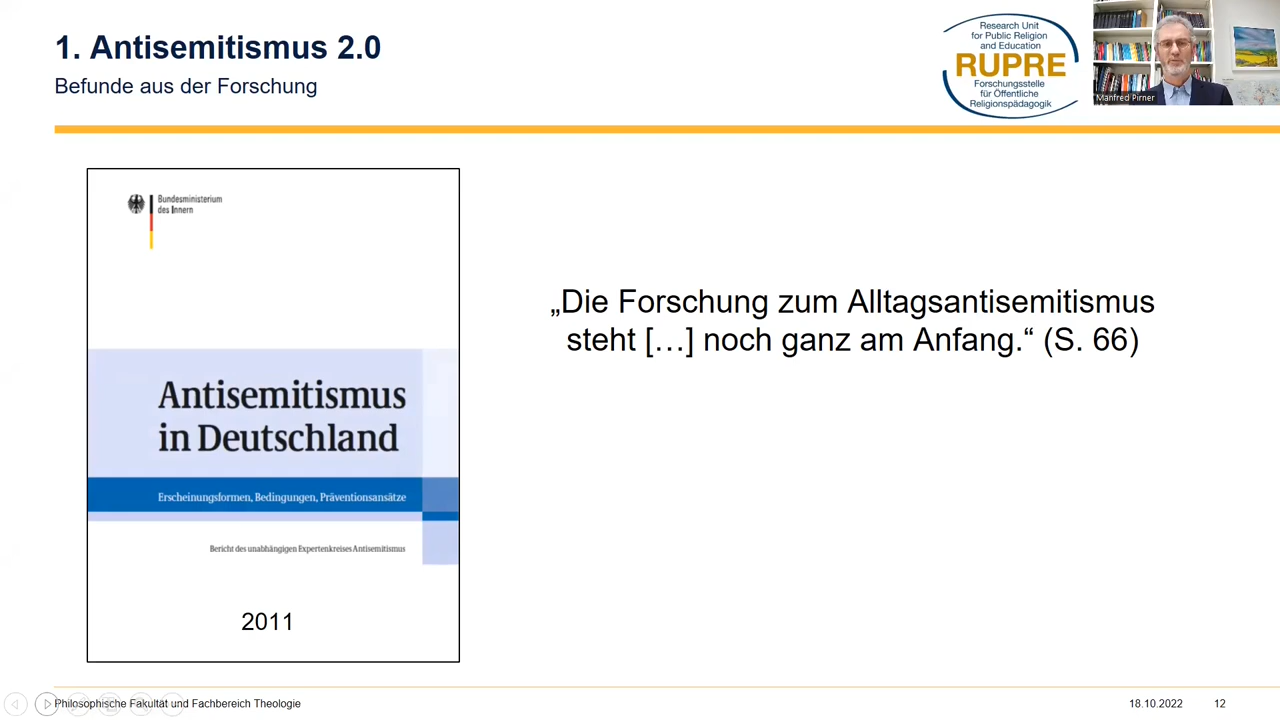 1. Antisemitismus 2.0
Befunde aus der Forschung
Research Unit
for Public Religion
and Education
RUPRE
Forschungsstelle
für Öffentliche
Religionspädagogik
Manfred Pirner
Bundesministerium
des Innern
Antisemitismus
in Deutschland
Erscheinungsformen, Bedingungen, Präventionsansätze
Bericht des unabhängigen Expertenkreises Antisemitismus
2011
„Die Forschung zum Alltagsantisemitismus
steht […] noch ganz am Anfang.“ (S. 66)
Philosophische Fakultät und Fachbereich Theologie
18.10.2022
12